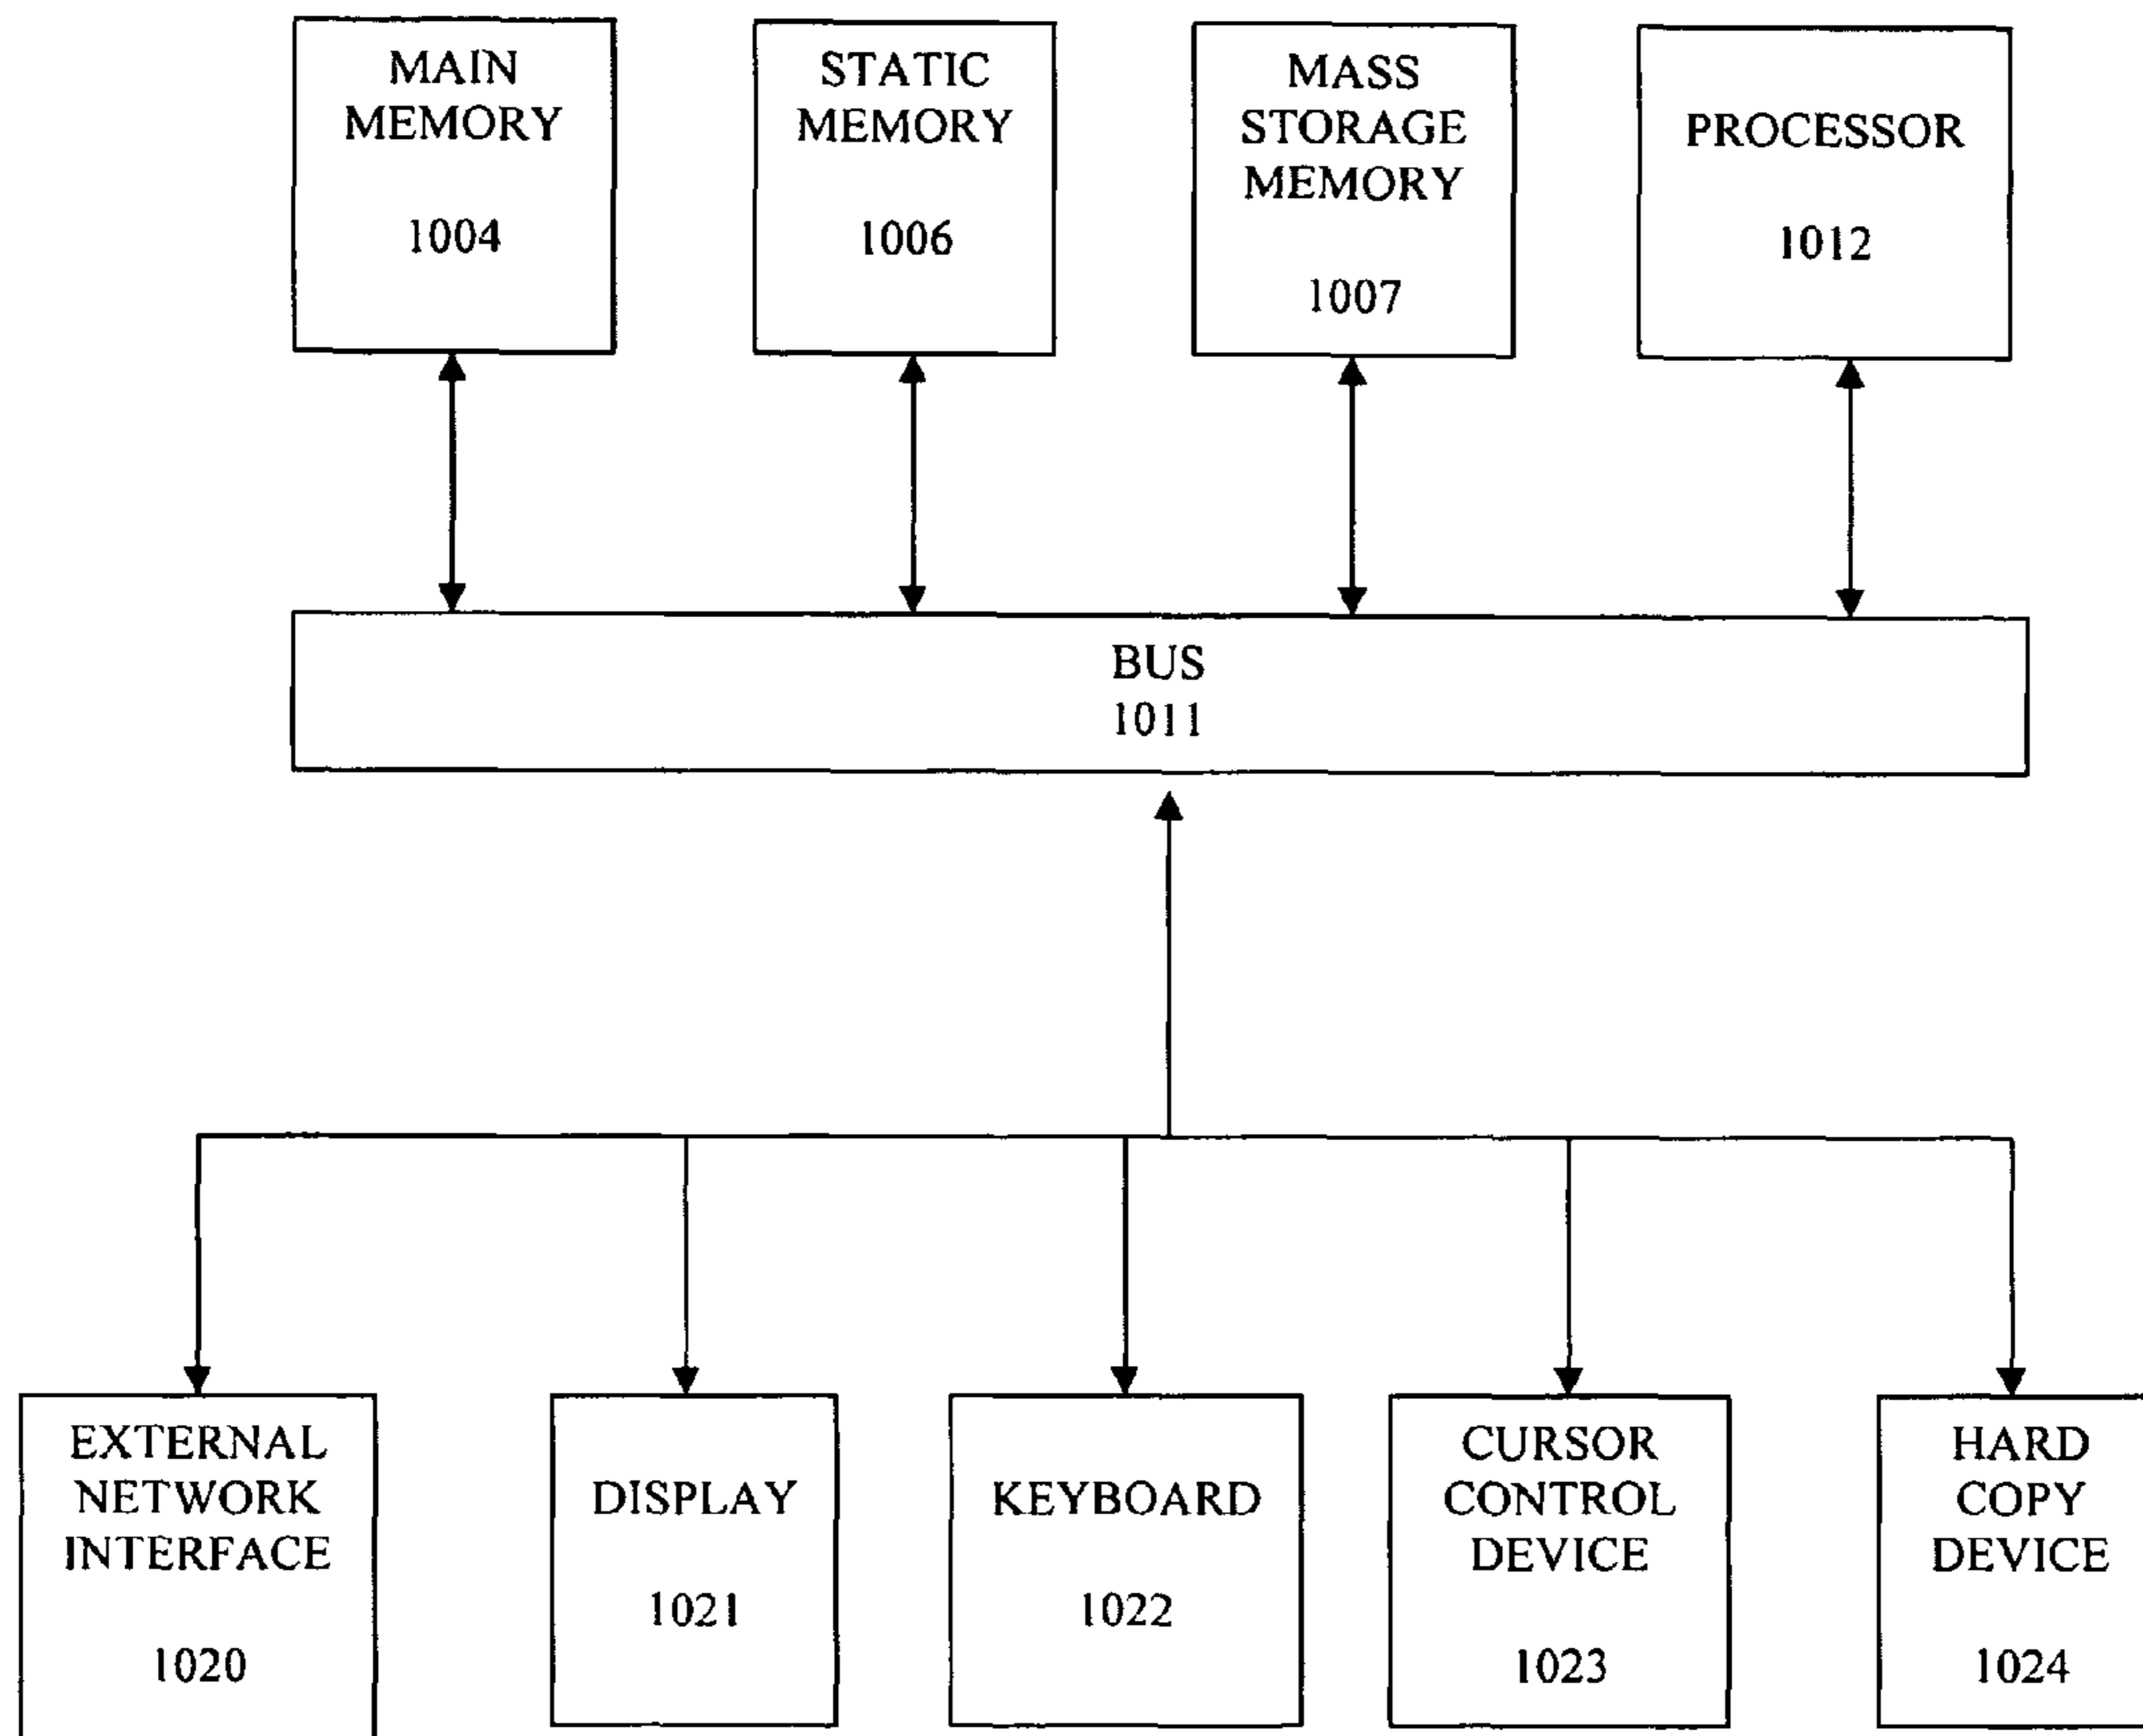 MAIN
MEMORY
1004
STATIC
MEMORY
1006
MASS
STORAGE
MEMORY
1007
PROCESSOR
1012
BUS
1011
EXTERNAL
NETWORK
INTERFACE
1020
DISPLAY
1021
KEYBOARD
1022
CURSOR
CONTROL
DEVICE
1023
HARD
COPY
DEVICE
1024